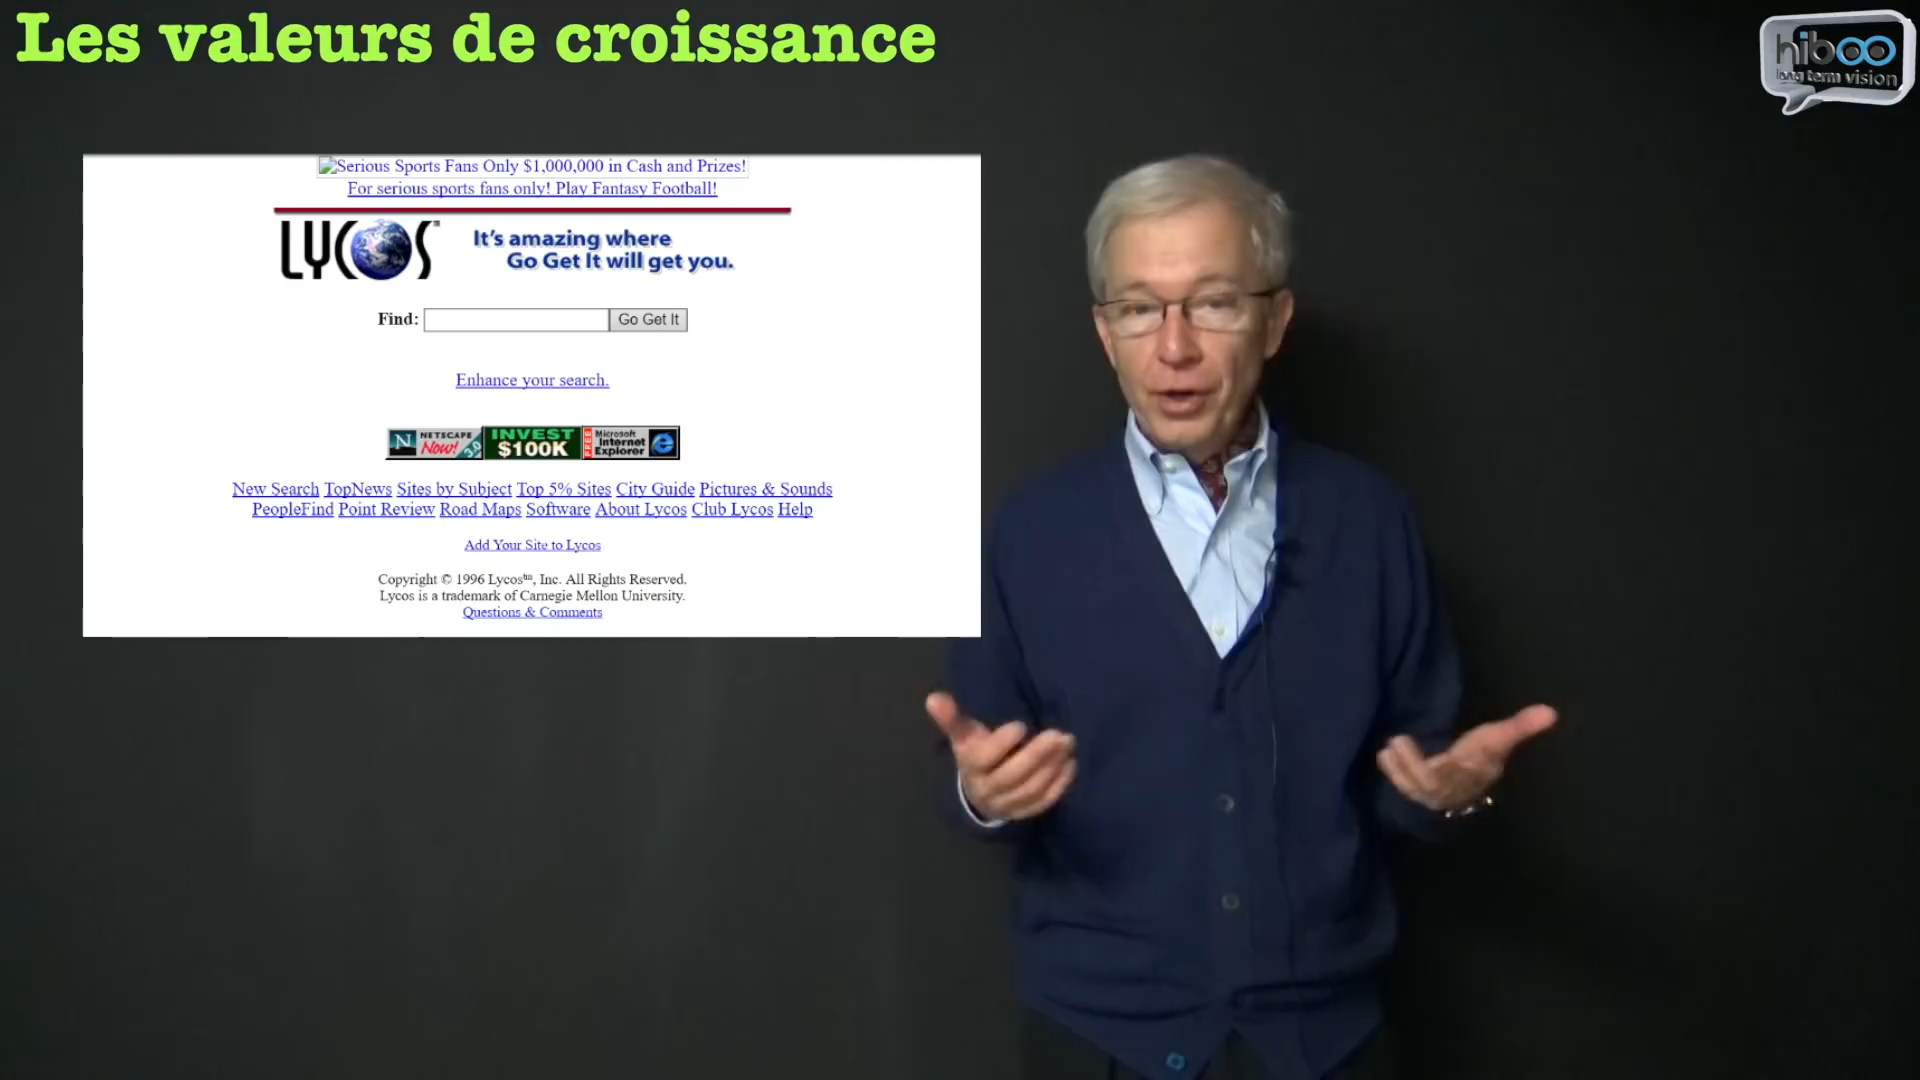 Les valeurs de croissance
hiboo
long term vision
Serious Sports Fans Only $1,000,000 in Cash and Prizes!
For serious sports fans only! Play Fantasy Football!
LYCOS
It's amazing where
Go Get It will get you.
Find: Go Get It
Enhance your search.
N NETSCAPE Now! 3.0 INVEST $100K FREE Microsoft Internet Explorer
New Search TopNews Sites by Subject Top 5% Sites City Guide Pictures & Sounds
PeopleFind Point Review Road Maps Software About Lycos Club Lycos Help
Add Your Site to Lycos
Copyright © 1996 Lycos™, Inc. All Rights Reserved.
Lycos is a trademark of Carnegie Mellon University.
Questions & Comments